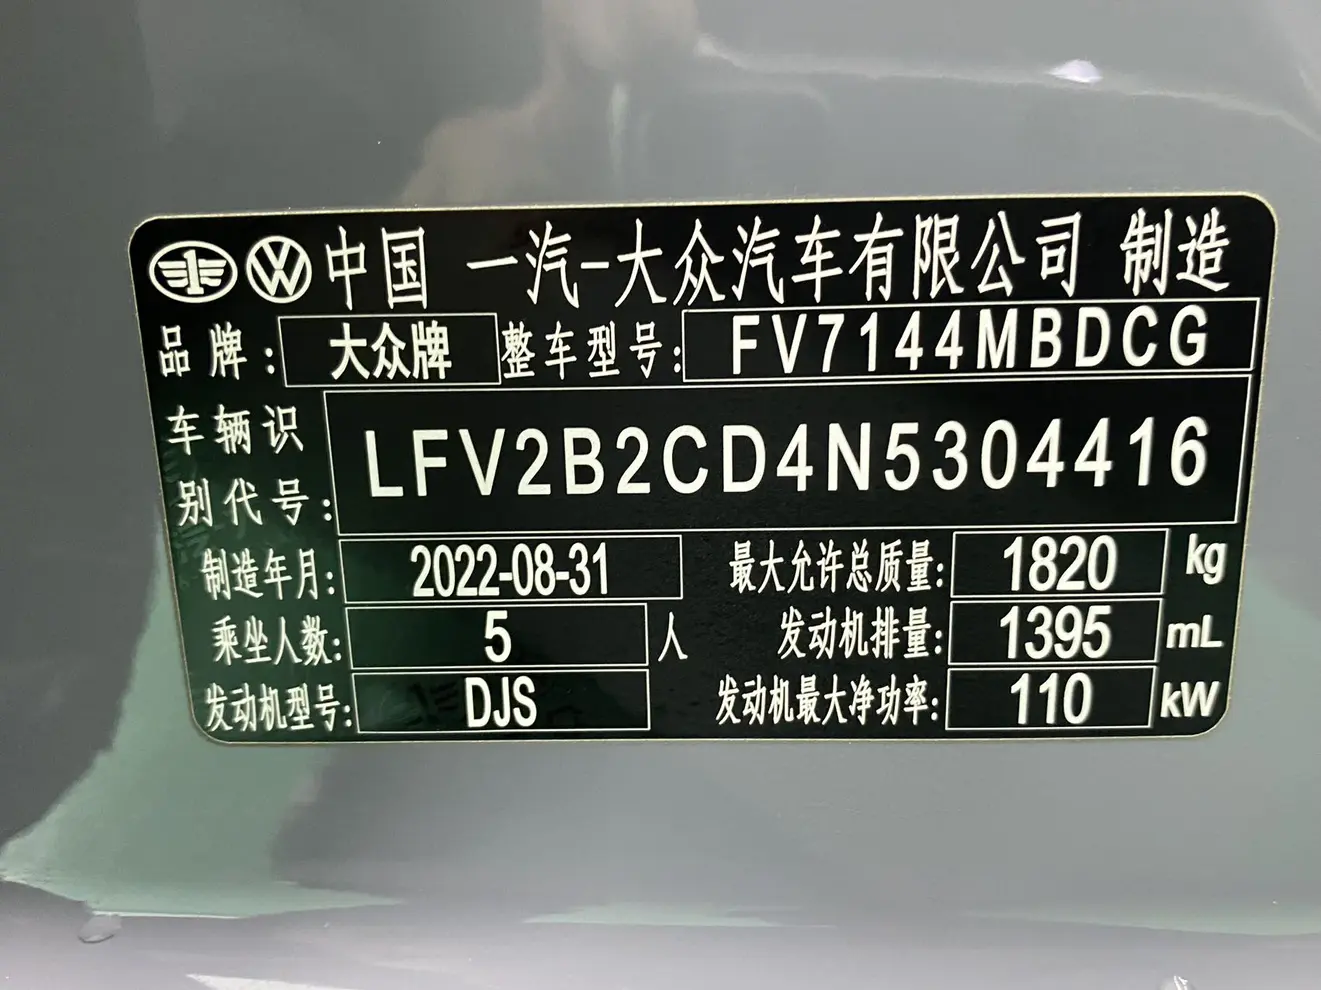 中国 一汽-大众汽车有限公司 制造
品牌: 大众牌 整车型号: FV7144MBDCG
车辆识别代号: LFV2B2CD4N5304416
制造年月: 2022-08-31 最大允许总质量: 1820 kg
乘坐人数: 5 人 发动机排量: 1395 mL
发动机型号: DJS 发动机最大净功率: 110 kW